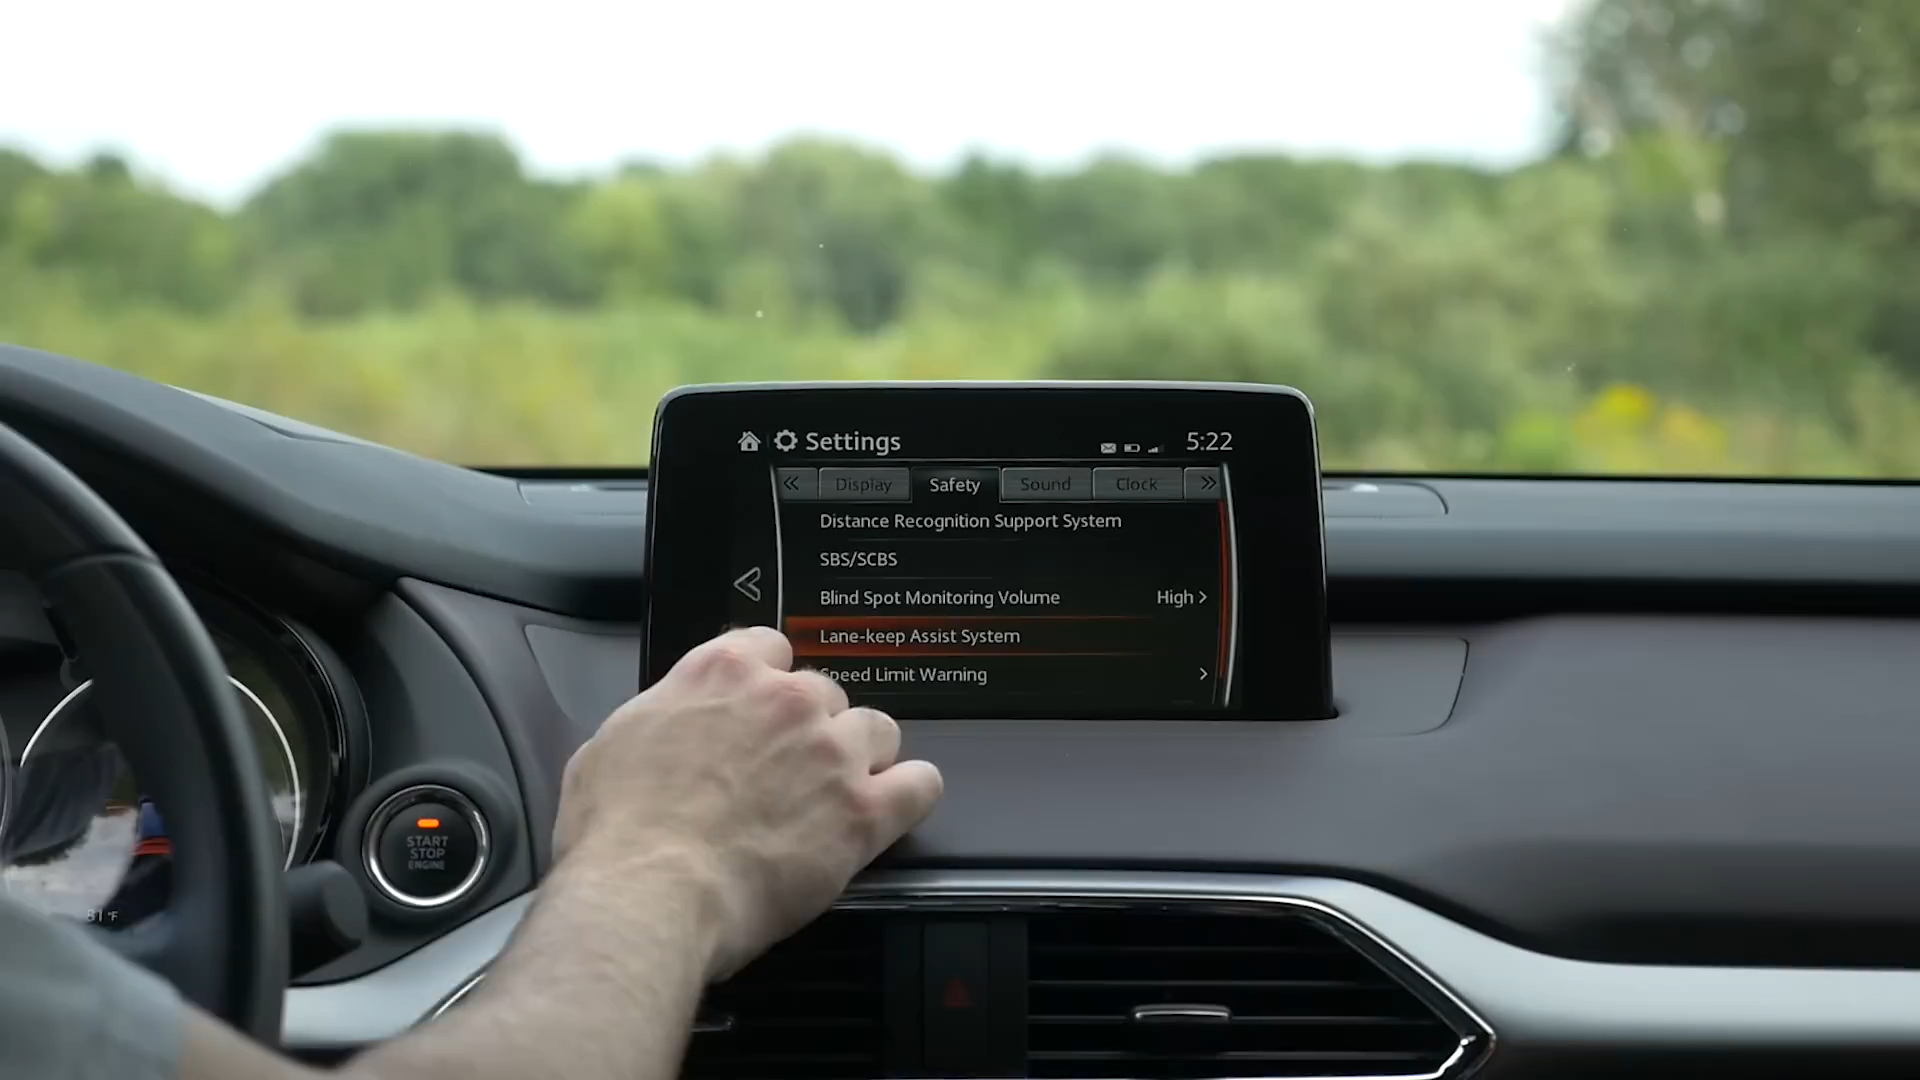 Settings
5:22
Display
Safety
Sound
Clock
Distance Recognition Support System
SBS/SCBS
Blind Spot Monitoring Volume High
Lane-keep Assist System
Speed Limit Warning
START
STOP
ENGINE
81°F